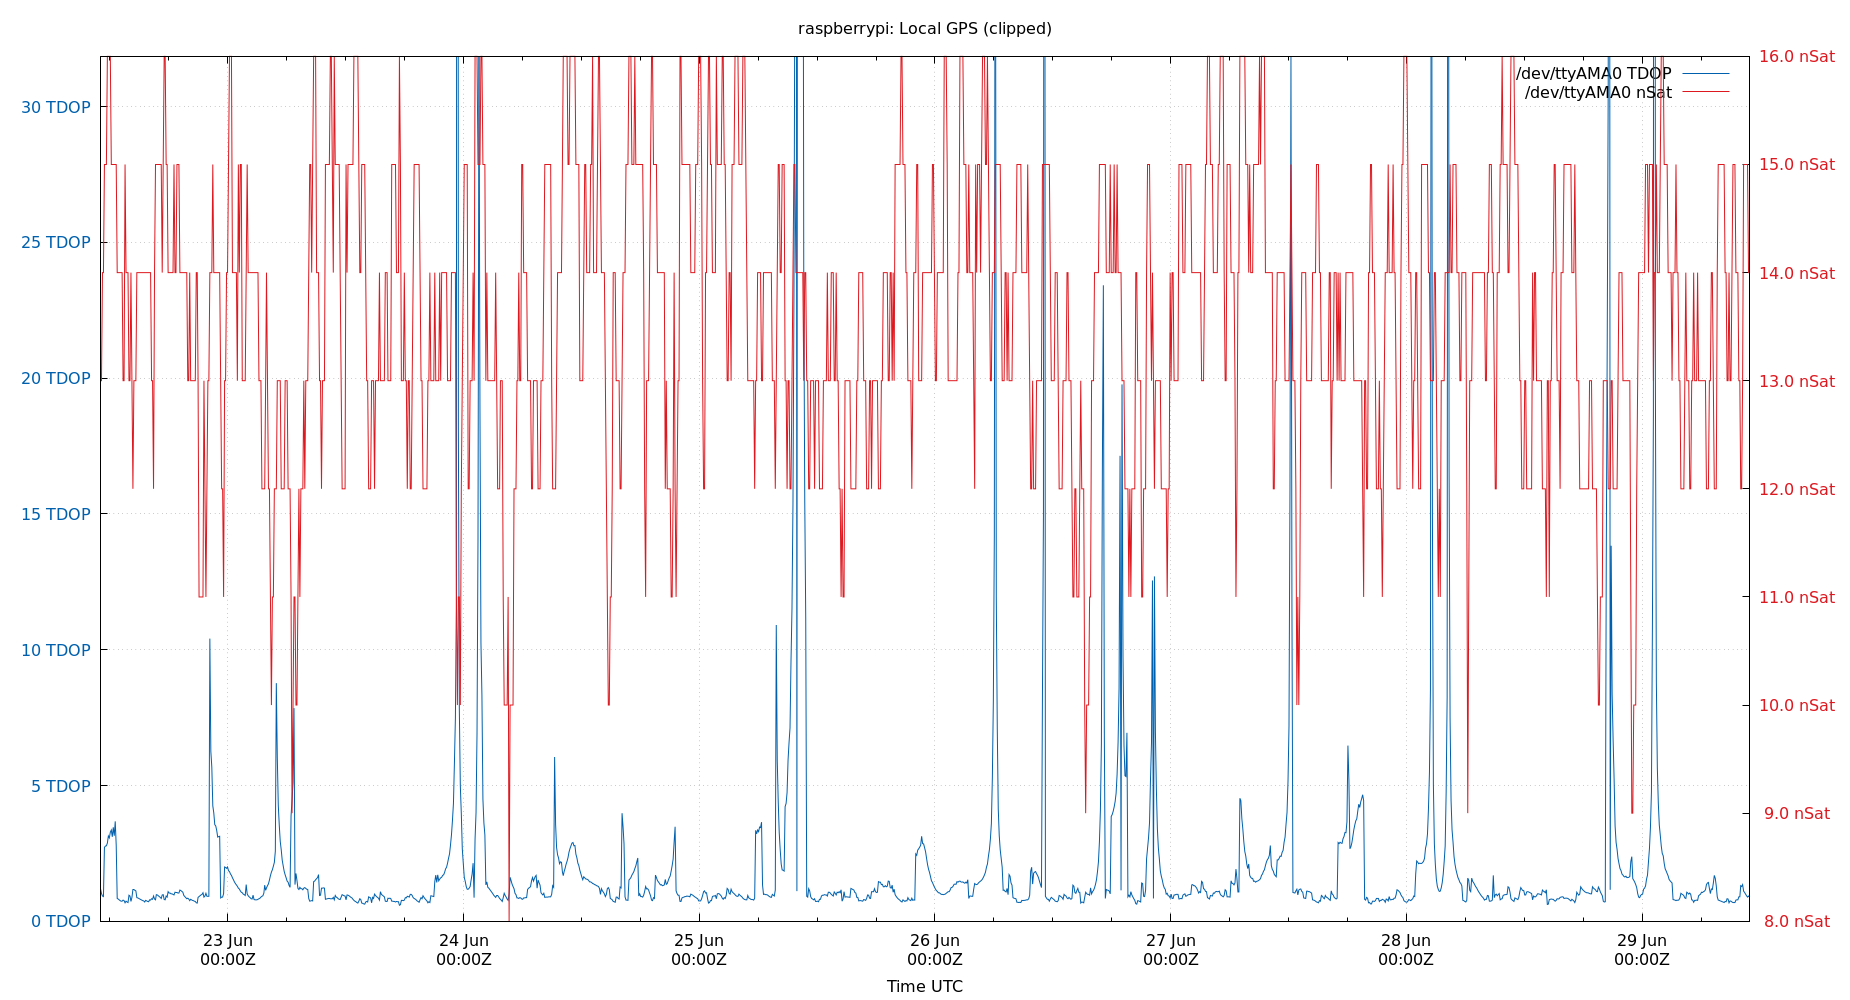 raspberrypi: Local GPS (clipped)
/dev/ttyAMA0 TDOP
/dev/ttyAMA0 nSat
30 TDOP
25 TDOP
20 TDOP
15 TDOP
10 TDOP
5 TDOP
0 TDOP
16.0 nSat
15.0 nSat
14.0 nSat
13.0 nSat
12.0 nSat
11.0 nSat
10.0 nSat
9.0 nSat
8.0 nSat
23 Jun 24 Jun 25 Jun 26 Jun 27 Jun 28 Jun 29 Jun
00:00Z 00:00Z 00:00Z 00:00Z 00:00Z 00:00Z 00:00Z
Time UTC